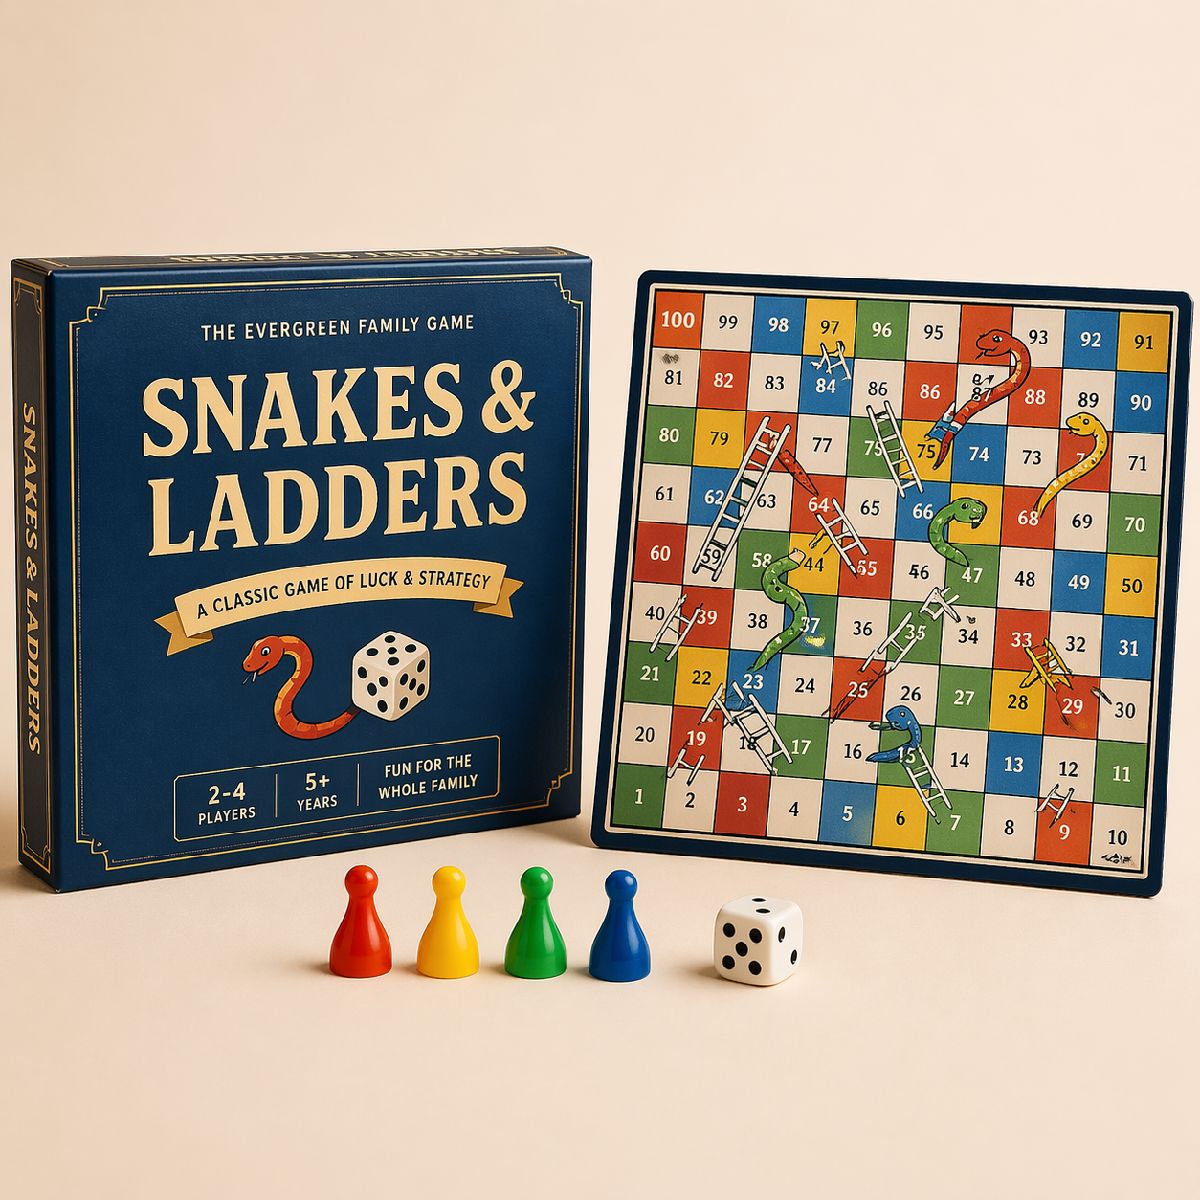 SNAKES & LADDERS
THE EVERGREEN FAMILY GAME
SNAKES &
LADDERS
A CLASSIC GAME OF LUCK & STRATEGY
2-4
PLAYERS
5+
YEARS
FUN FOR THE
WHOLE FAMILY
100 99 98 97 96 95 93 92 91
81 82 83 84 86 86 87 88 89 90
80 79 77 75 74 73 71
61 62 63 64 65 66 68 69 70
60 59 58 44 55 46 47 48 49 50
40 39 38 37 36 35 34 33 32 31
21 22 23 24 25 26 27 28 29 30
20 19 18 17 16 15 14 13 12 11
1 2 3 4 5 6 7 8 9 10